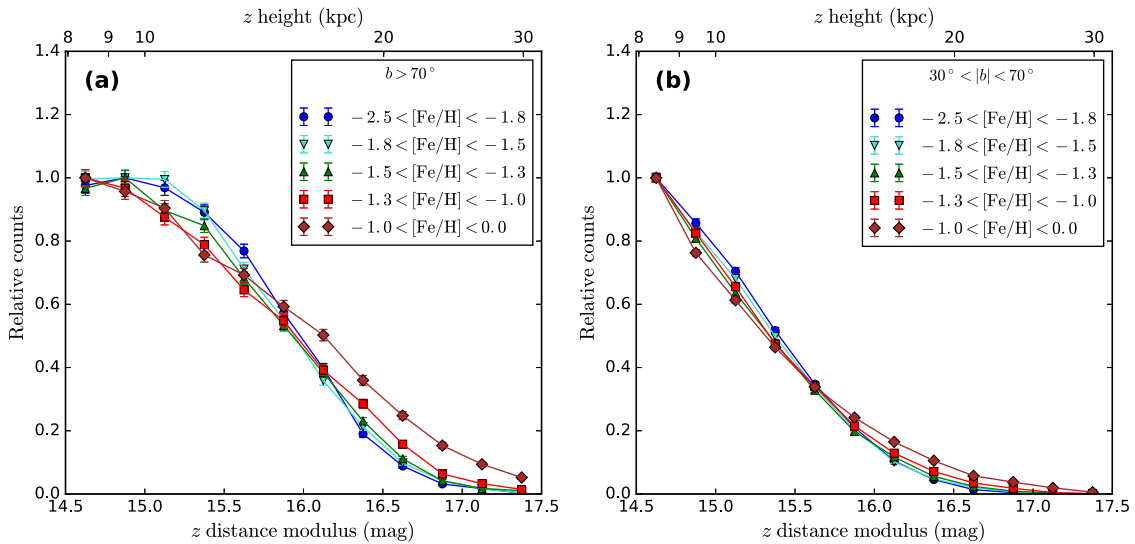 z height (kpc)
8 9 10 20 30
1.4
1.2
1.0
0.8
0.6
0.4
0.2
0.0
Relative counts
(a)
b > 70°
−2.5 < [Fe/H] < −1.8
−1.8 < [Fe/H] < −1.5
−1.5 < [Fe/H] < −1.3
−1.3 < [Fe/H] < −1.0
−1.0 < [Fe/H] < 0.0
14.5 15.0 15.5 16.0 16.5 17.0 17.5
z distance modulus (mag)
z height (kpc)
8 9 10 20 30
1.4
1.2
1.0
0.8
0.6
0.4
0.2
0.0
Relative counts
(b)
30° < |b| < 70°
−2.5 < [Fe/H] < −1.8
−1.8 < [Fe/H] < −1.5
−1.5 < [Fe/H] < −1.3
−1.3 < [Fe/H] < −1.0
−1.0 < [Fe/H] < 0.0
14.5 15.0 15.5 16.0 16.5 17.0 17.5
z distance modulus (mag)